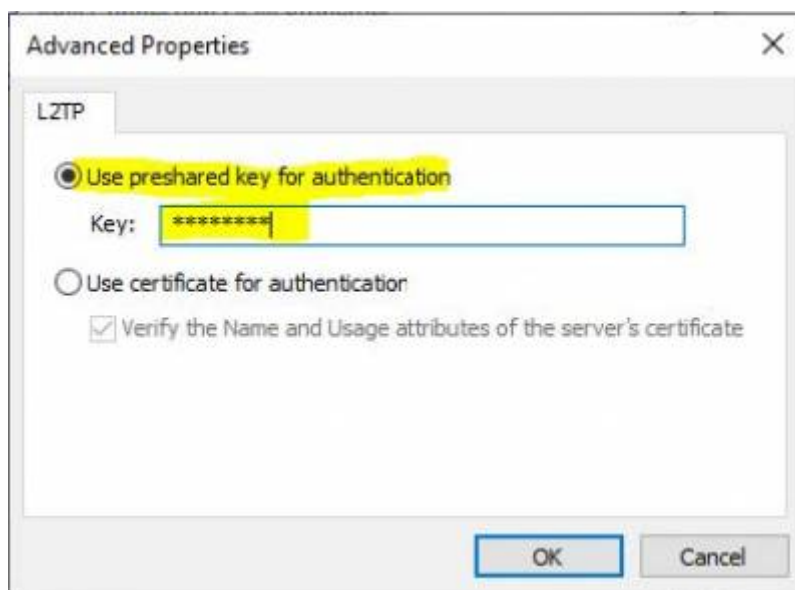 Advanced Properties
L2TP
Use preshared key for authentication
Key: ********
Use certificate for authentication
Verify the Name and Usage attributes of the server's certificate
OK Cancel